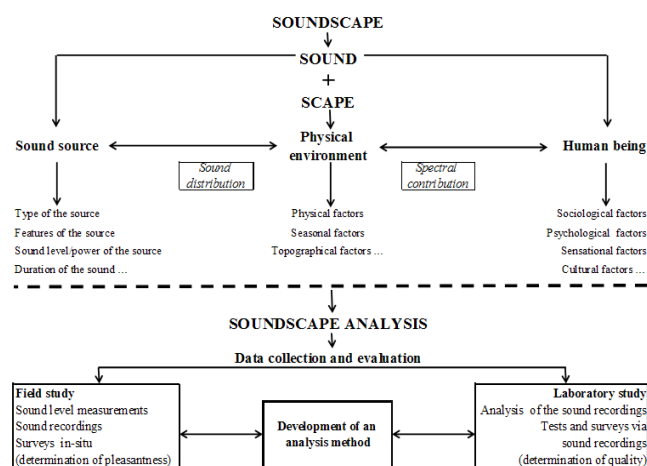 SOUNDSCAPE
SOUND
+
SCAPE
Sound source
Physical
environment
Human being
Sound
distribution
Spectral
contribution
Type of the source
Features of the source
Sound level/power of the source
Duration of the sound ...
Physical factors
Seasonal factors
Topographical factors ...
Sociological factors
Psychological factors
Sensational factors
Cultural factors ...
SOUNDSCAPE ANALYSIS
Data collection and evaluation
Field study
Sound level measurements
Sound recordings
Surveys in-situ
(determination of pleasantness)
Development of an
analysis method
Laboratory study
Analysis of the sound recordings
Tests and surveys via
sound recordings
(determination of quality)